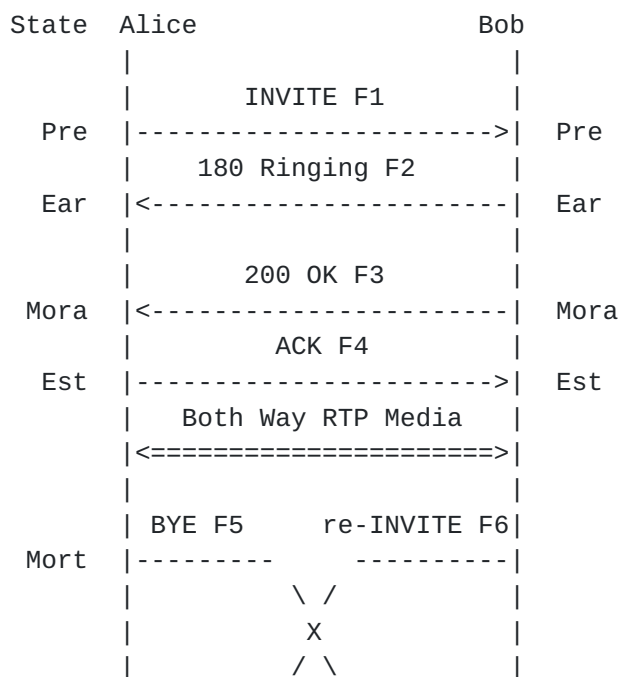 State  Alice                  Bob
       |                        |
       |       INVITE F1        |
  Pre  |----------------------->|  Pre
       |    180 Ringing F2      |
  Ear  |<-----------------------|  Ear
       |                        |
       |       200 OK F3        |
 Mora  |<-----------------------|  Mora
       |         ACK F4         |
  Est  |----------------------->|  Est
       |   Both Way RTP Media   |
       |<======================>|
       |                        |
       | BYE F5     re-INVITE F6|
 Mort  |---------     ----------|
       |          \ /           |
       |           X            |
       |          / \           |